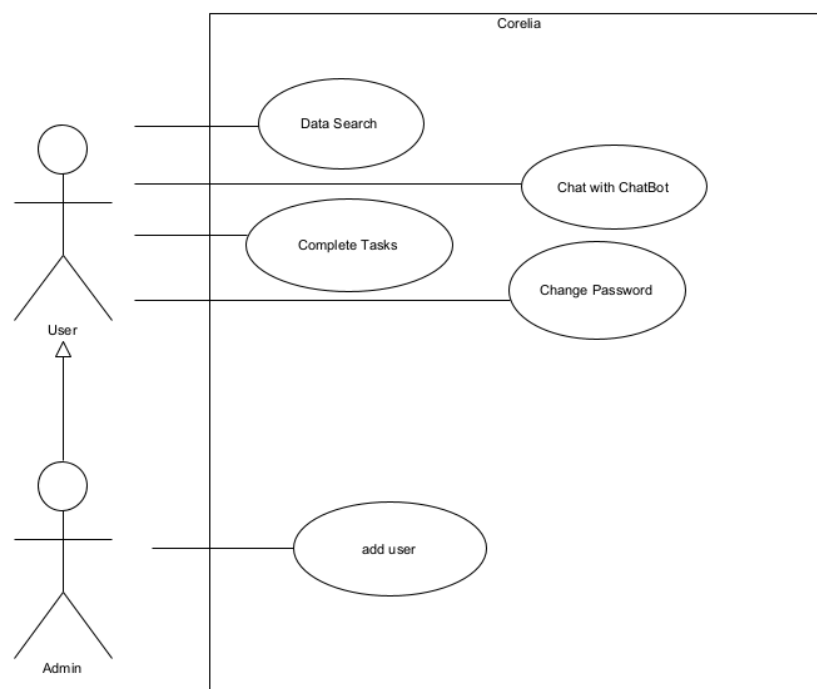 Corelia
Data Search
Chat with ChatBot
Complete Tasks
Change Password
User
add user
Admin